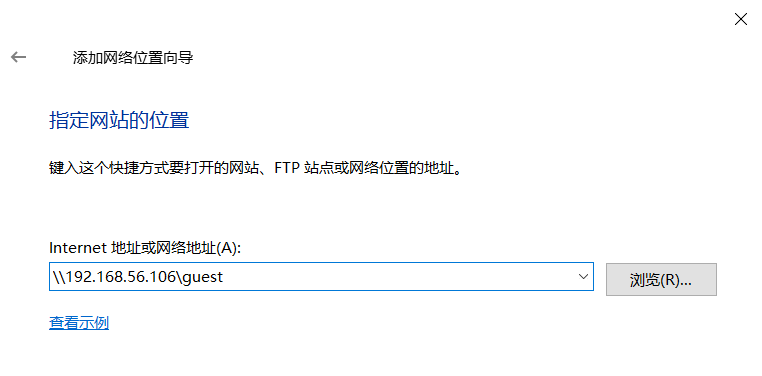 添加网络位置向导
指定网站的位置
键入这个快捷方式要打开的网站、FTP 站点或网络位置的地址。
Internet 地址或网络地址(A):
\\192.168.56.106\guest
浏览(R)...
查看示例